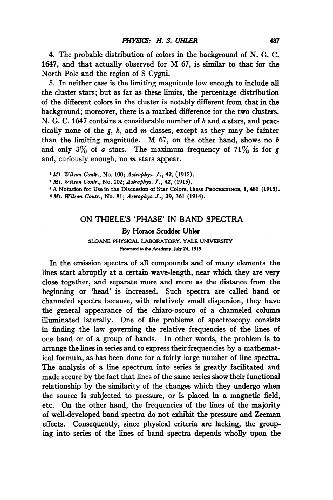 PHYSICS: H. S. UHLER 487
4. The probable distribution of colors in the background of N. G. C.
1647, and that actually observed for M 67, is similar to that for the
North Pole and the region of S Cygni.
5. In neither case is the limiting magnitude low enough to include all
the cluster stars; but as far as these limits, the percentage distribution
of the different colors in the cluster is notably different from that in the
background; moreover, there is a marked difference for the two clusters.
N. G. C. 1647 contains a considerable number of b and a stars, and prac-
tically none of the g, k, and m classes, except as they may be fainter
than the limiting magnitude. M 67, on the other hand, shows no b
and only 3% of a stars. The maximum frequency of 71% is for g
and, curiously enough, no m stars appear.
Mt. Wilson Contr., No. 100; Astrophys. J., 42, (1915).
Mt. Wilson Contr., No. 102; Astrophys. J., 42, (1915).
A Notation for Use in the Discussion of Star Colors, these PROCEEDINGS, 1, 481 (1915).
Mt. Wilson Contr., No. 81; Astrophys. J., 39, 361 (1914).
ON THIELE'S 'PHASE' IN BAND SPECTRA
By Horace Scudder Uhler
SLOANE PHYSICAL LABORATORY, YALE UNIVERSITY
Presented to the Academy, July 24, 1915
In the emission spectra of all compounds and of many elements the
lines start abruptly at a certain wave-length, near which they are very
close together, and separate more and more as the distance from the
beginning or 'head' is increased. Such spectra are called band or
channeled spectra because, with relatively small dispersion, they have
the general appearance of the chiaro-oscuro of a channeled column
illuminated laterally. One of the problems of spectroscopy consists
in finding the law governing the relative frequencies of the lines of
one band or of a group of bands. In other words, the problem is to
arrange the lines in series and to express their frequencies by a mathemat-
ical formula, as has been done for a fairly large number of line spectra.
The analysis of a line spectrum into series is greatly facilitated and
made secure by the fact that lines of the same series show their functional
relationship by the similarity of the changes which they undergo when
the source is subjected to pressure, or is placed in a magnetic field,
etc. On the other hand, the frequencies of the lines of the majority
of well-developed band spectra do not exhibit the pressure and Zeeman
effects. Consequently, since physical criteria are lacking, the group-
ing into series of the lines of band spectra depends wholly upon the